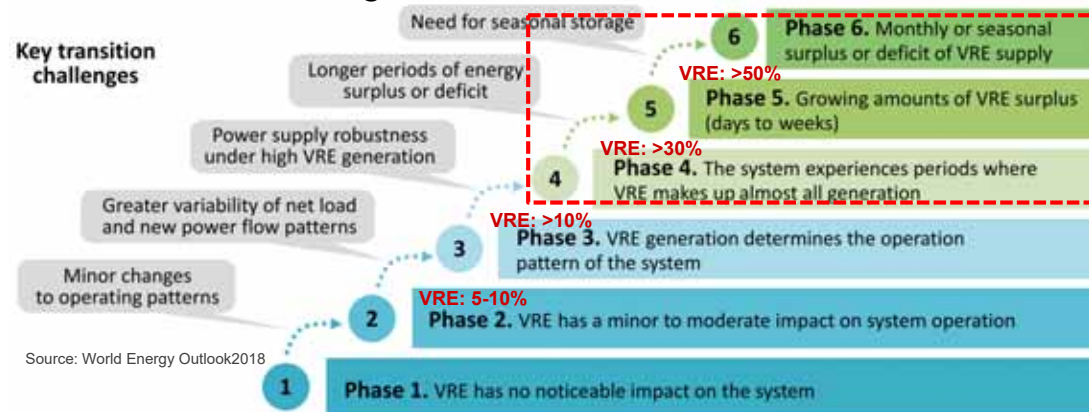 Need for seasonal storage
Key transition
challenges
6
Phase 6. Monthly or seasonal
surplus or deficit of VRE supply
VRE: >50%
Longer periods of energy
surplus or deficit
5
Phase 5. Growing amounts of VRE surplus
(days to weeks)
VRE: >30%
Power supply robustness
under high VRE generation
4
Phase 4. The system experiences periods where
VRE makes up almost all generation
VRE: >10%
Greater variability of net load
and new power flow patterns
3
Phase 3. VRE generation determines the operation
pattern of the system
VRE: 5-10%
Minor changes
to operating patterns
2
Phase 2. VRE has a minor to moderate impact on system operation
Source: World Energy Outlook2018
1
Phase 1. VRE has no noticeable impact on the system